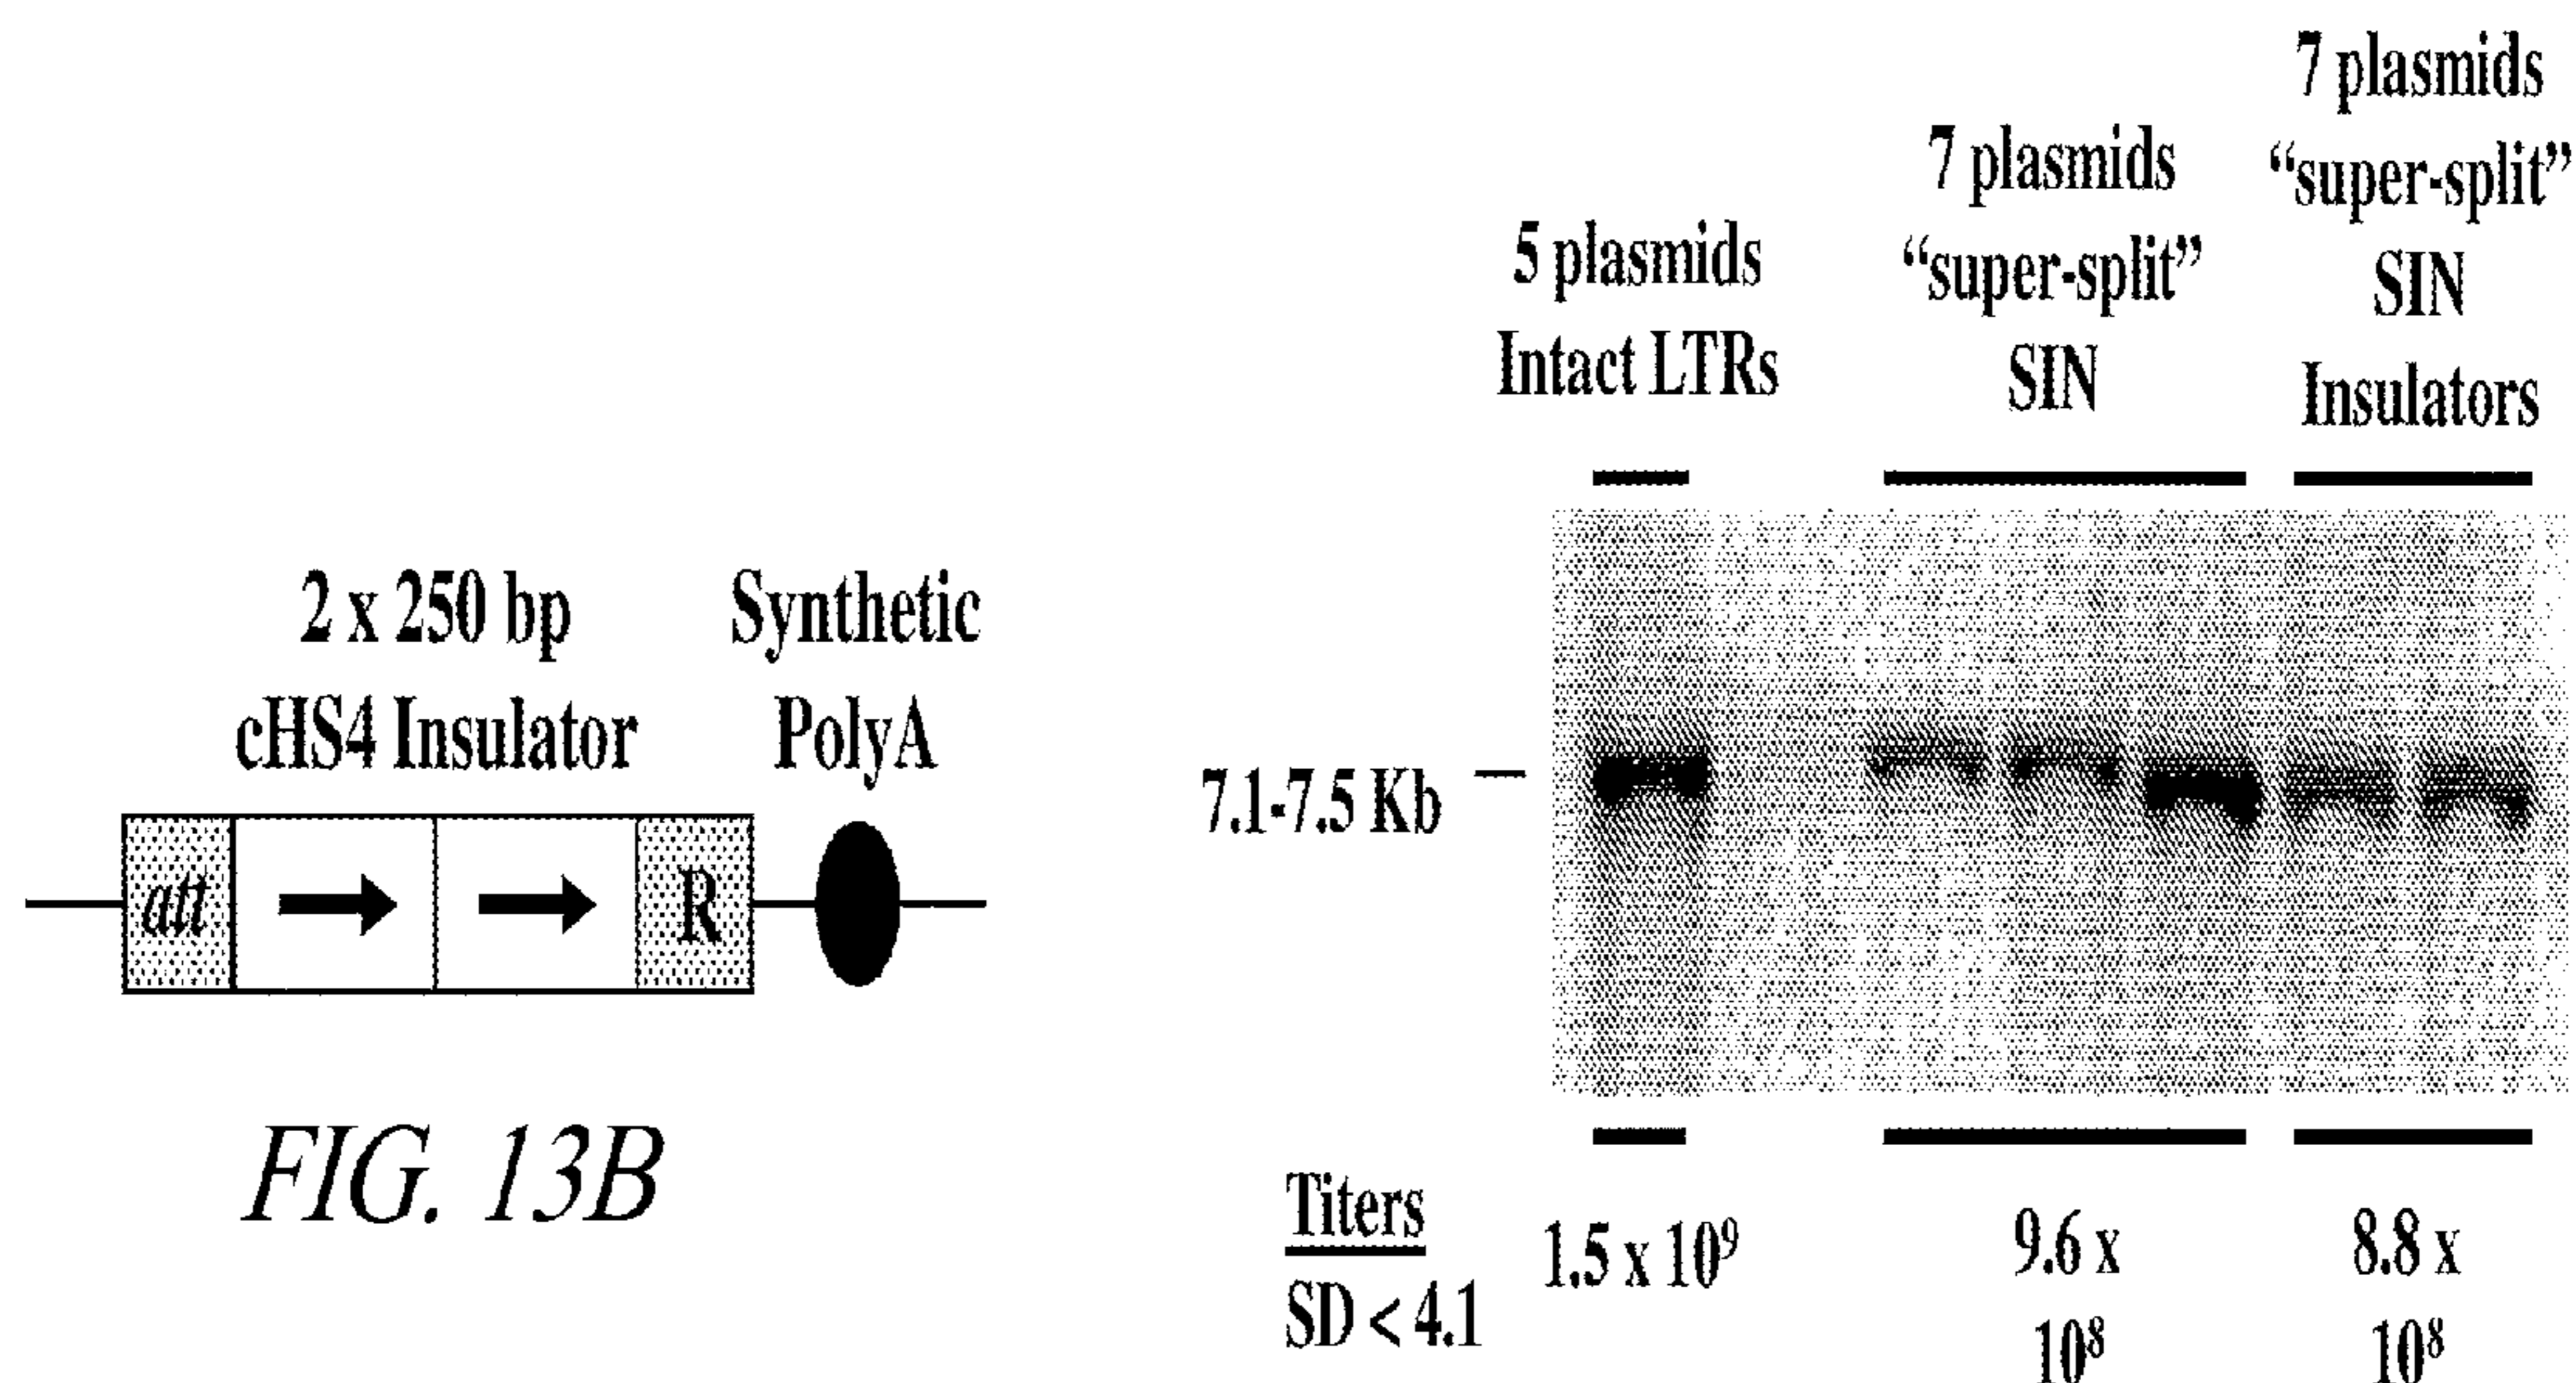 2 x 250 bp
cHS4 Insulator
Synthetic
PolyA
att
R
FIG. 13B
5 plasmids
Intact LTRs
7 plasmids
“super-split”
SIN
7 plasmids
“super-split”
SIN
Insulators
7.1-7.5 Kb
Titers
SD < 4.1
1.5 x 10⁹
9.6 x
10⁸
8.8 x
10⁸